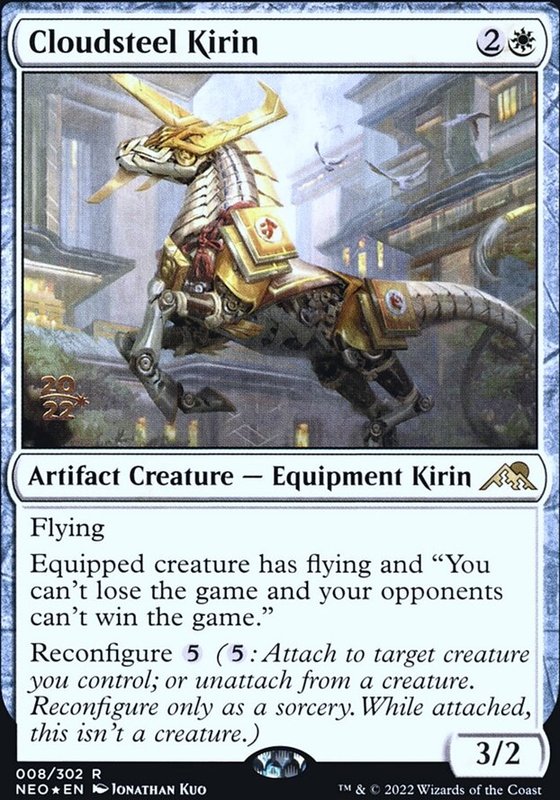 Cloudsteel Kirin 2
20
22
Artifact Creature — Equipment Kirin
Flying
Equipped creature has flying and “You
can’t lose the game and your opponents
can’t win the game.”
Reconfigure 5 (5: Attach to target creature
you control; or unattach from a creature.
Reconfigure only as a sorcery. While attached,
this isn’t a creature.)
3/2
008/302 R
NEO★EN Jonathan Kuo ™ & © 2022 Wizards of the Coast